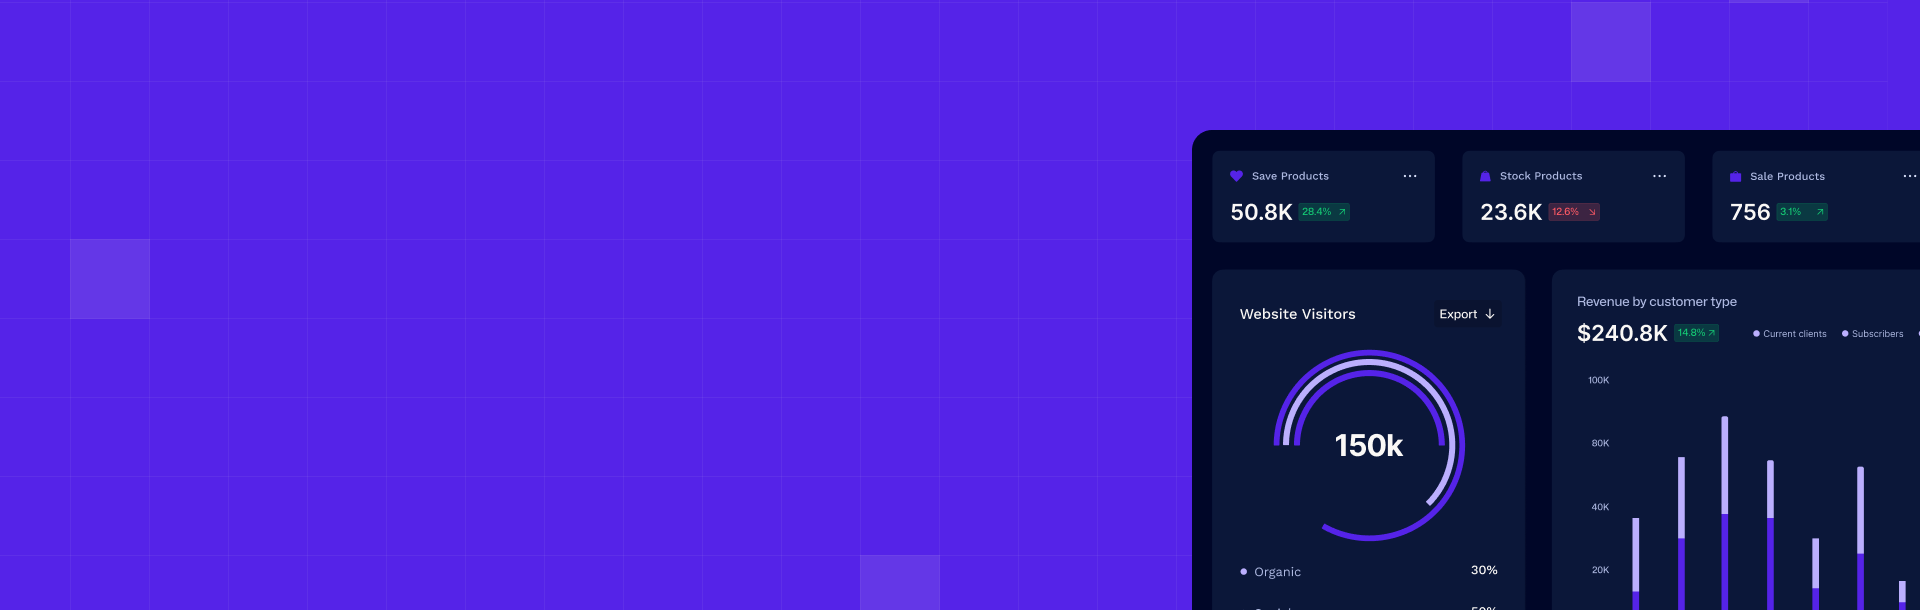 Save Products
...
50.8K 28.4%
Stock Products
...
23.6K 12.6%
Sale Products
...
756 3.1%
Website Visitors
Export
150k
Organic 30%
Revenue by customer type
$240.8K 14.8%
Current clients
Subscribers
100K
80K
40K
20K